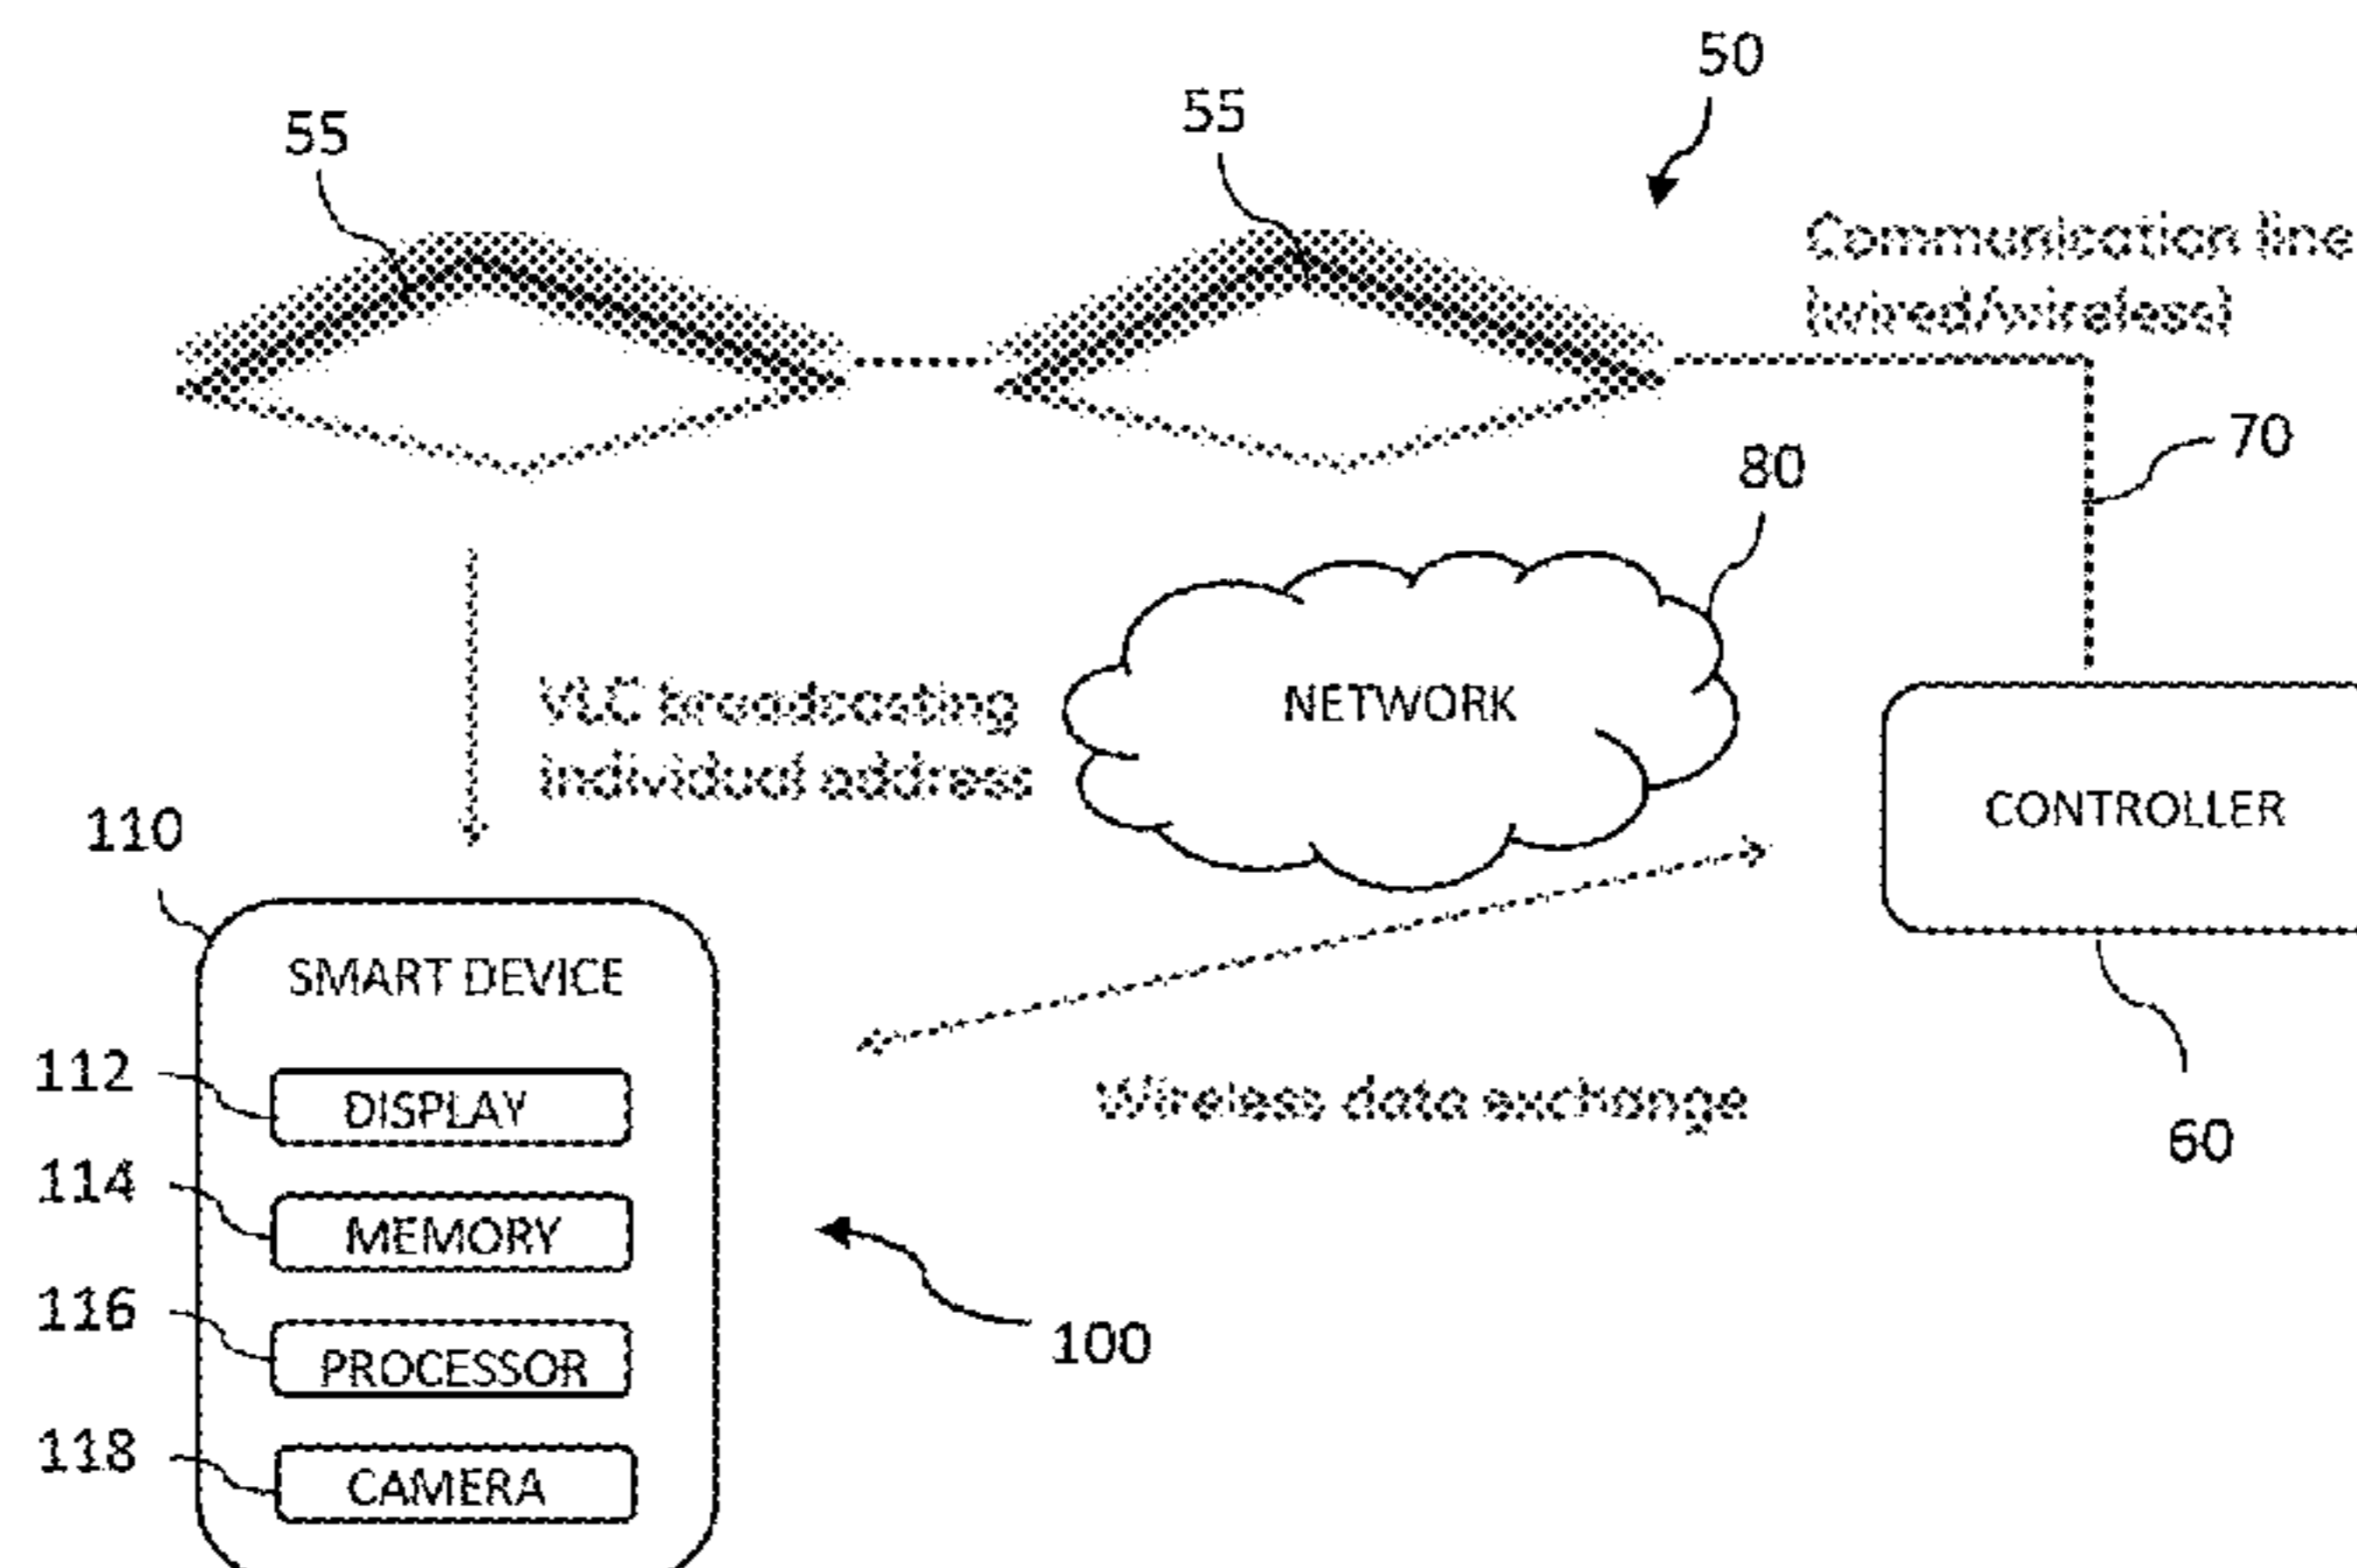 50
55
55
Communication line
(wired/wireless)
70
80
NETWORK
VLC broadcasting
individual address
CONTROLLER
110
SMART DEVICE
112
DISPLAY
Wireless data exchange
60
114
MEMORY
116
PROCESSOR
100
118
CAMERA